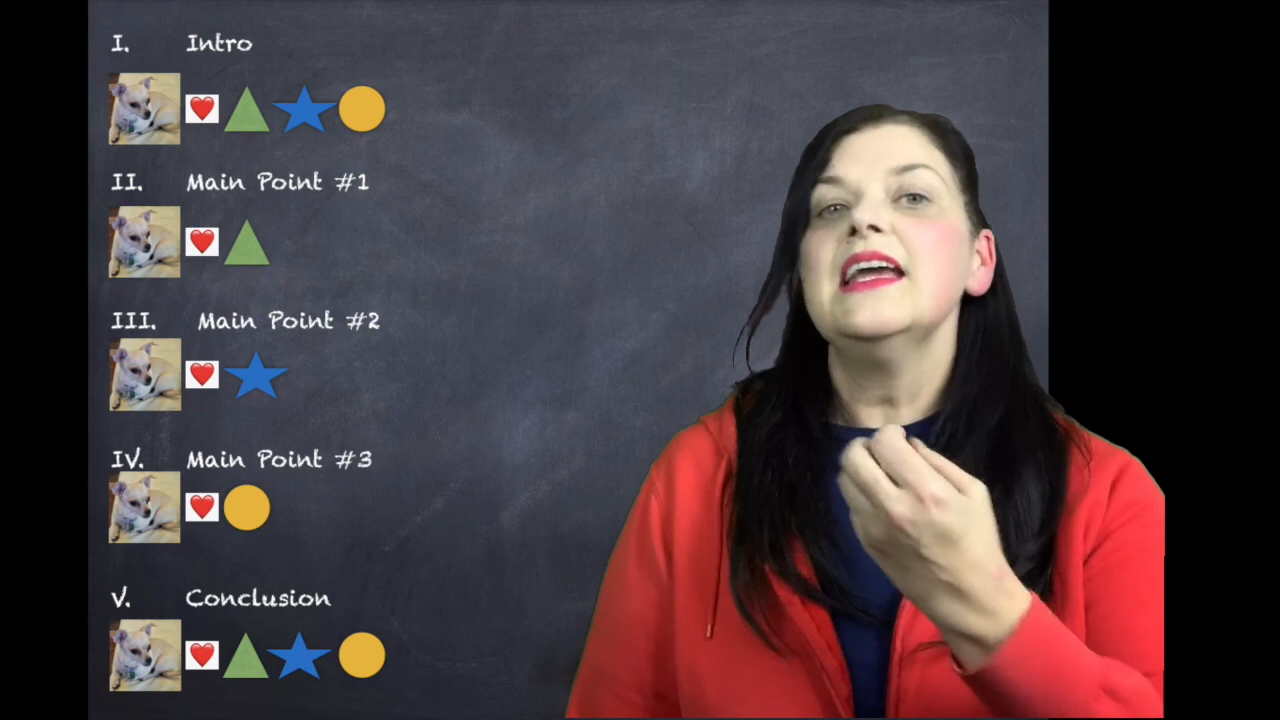 I. Intro
II. Main Point #1
III. Main Point #2
IV. Main Point #3
V. Conclusion